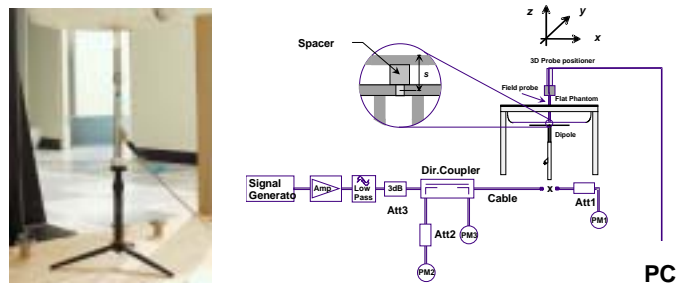 z
y
x
Spacer
s
3D Probe positioner
Field probe
Flat Phantom
Dipole
Dir.Coupler
Signal
Generato
Amp
Low
Pass
3dB
Att3
Cable
x
Att1
PM1
Att2
PM3
PM2
PC